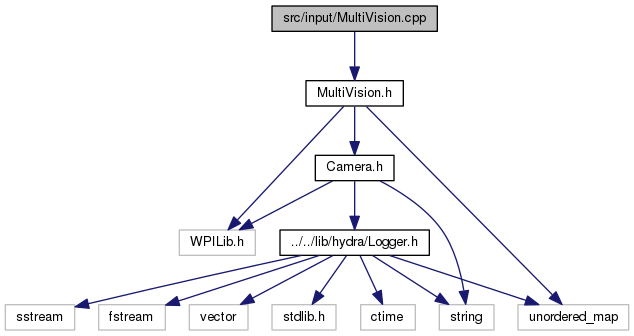 src/input/MultiVision.cpp
MultiVision.h
Camera.h
WPILib.h
../../lib/hydra/Logger.h
sstream
fstream
vector
stdlib.h
ctime
string
unordered_map